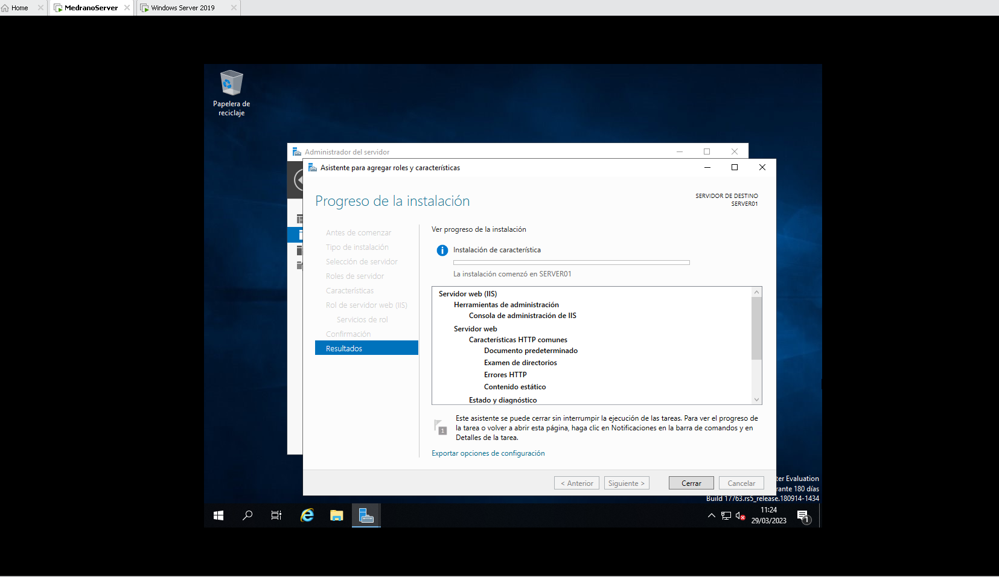 Home
MedranoServer
Windows Server 2019
Papelera de
reciclaje
Administrador del servidor
Asistente para agregar roles y características
Progreso de la instalación
SERVIDOR DE DESTINO
SERVER01
Antes de comenzar
Tipo de instalación
Selección de servidor
Roles de servidor
Características
Rol de servidor web (IIS)
Servicios de rol
Confirmación
Resultados
Ver progreso de la instalación
Instalación de característica
La instalación comenzó en SERVER01
Servidor web (IIS)
Herramientas de administración
Consola de administración de IIS
Servidor web
Características HTTP comunes
Documento predeterminado
Examen de directorios
Errores HTTP
Contenido estático
Estado y diagnóstico
1
Este asistente se puede cerrar sin interrumpir la ejecución de las tareas. Para ver el progreso de
la tarea o volver a abrir esta página, haga clic en Notificaciones en la barra de comandos y en
Detalles de la tarea.
Exportar opciones de configuración
< Anterior
Siguiente >
Cerrar
Cancelar
ter Evaluation
rante 180 días
Build 17763.rs5_release.180914-1434
11:24
29/03/2023
1